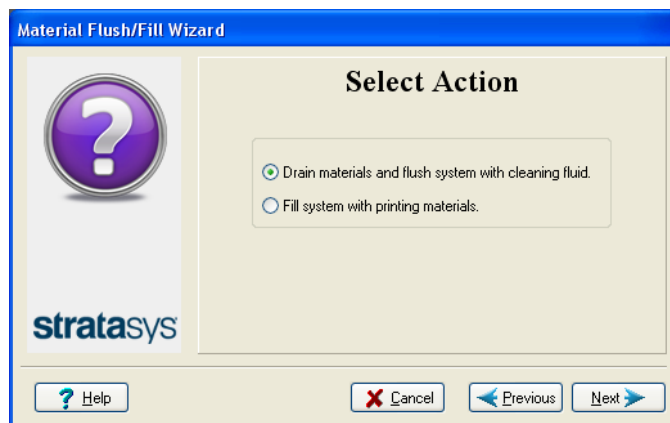 Material Flush/Fill Wizard
Select Action
Drain materials and flush system with cleaning fluid.
Fill system with printing materials.
stratasys
Help
Cancel
Previous
Next